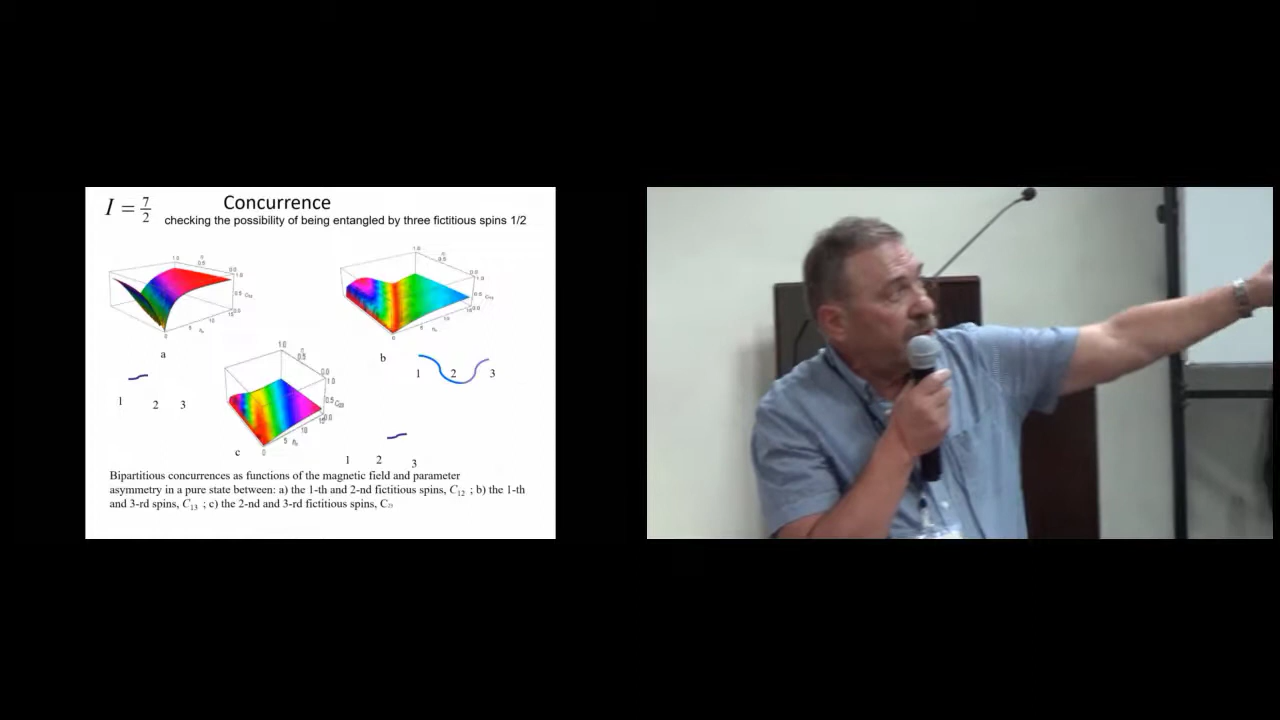 I = 7/2
Concurrence
checking the possibility of being entangled by three fictitious spins 1/2
a
b
1 2 3
1 2 3
c
1 2 3
Bipartitious concurrences as functions of the magnetic field and parameter
asymmetry in a pure state between: a) the 1-th and 2-nd fictitious spins, C12 ; b) the 1-th
and 3-rd spins, C13 ; c) the 2-nd and 3-rd fictitious spins, C23